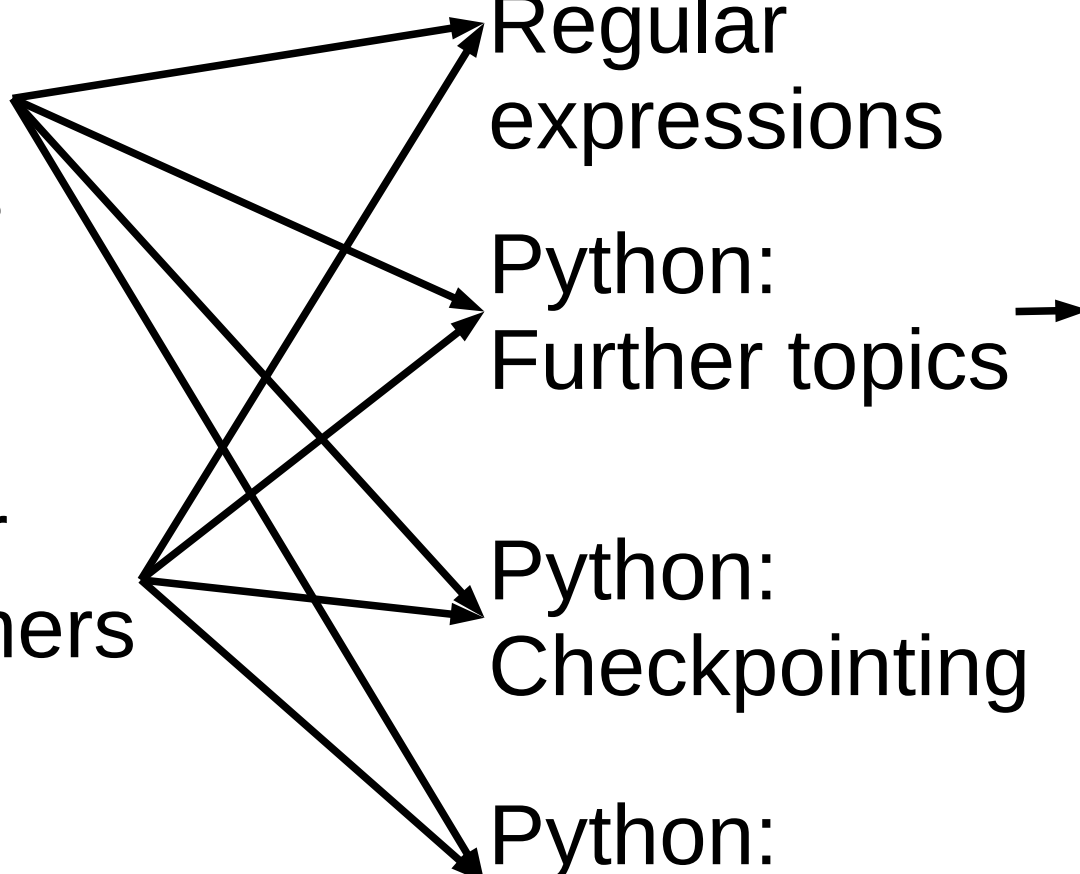 Regular
expressions
Python:
Further topics
Python:
Checkpointing
Python: